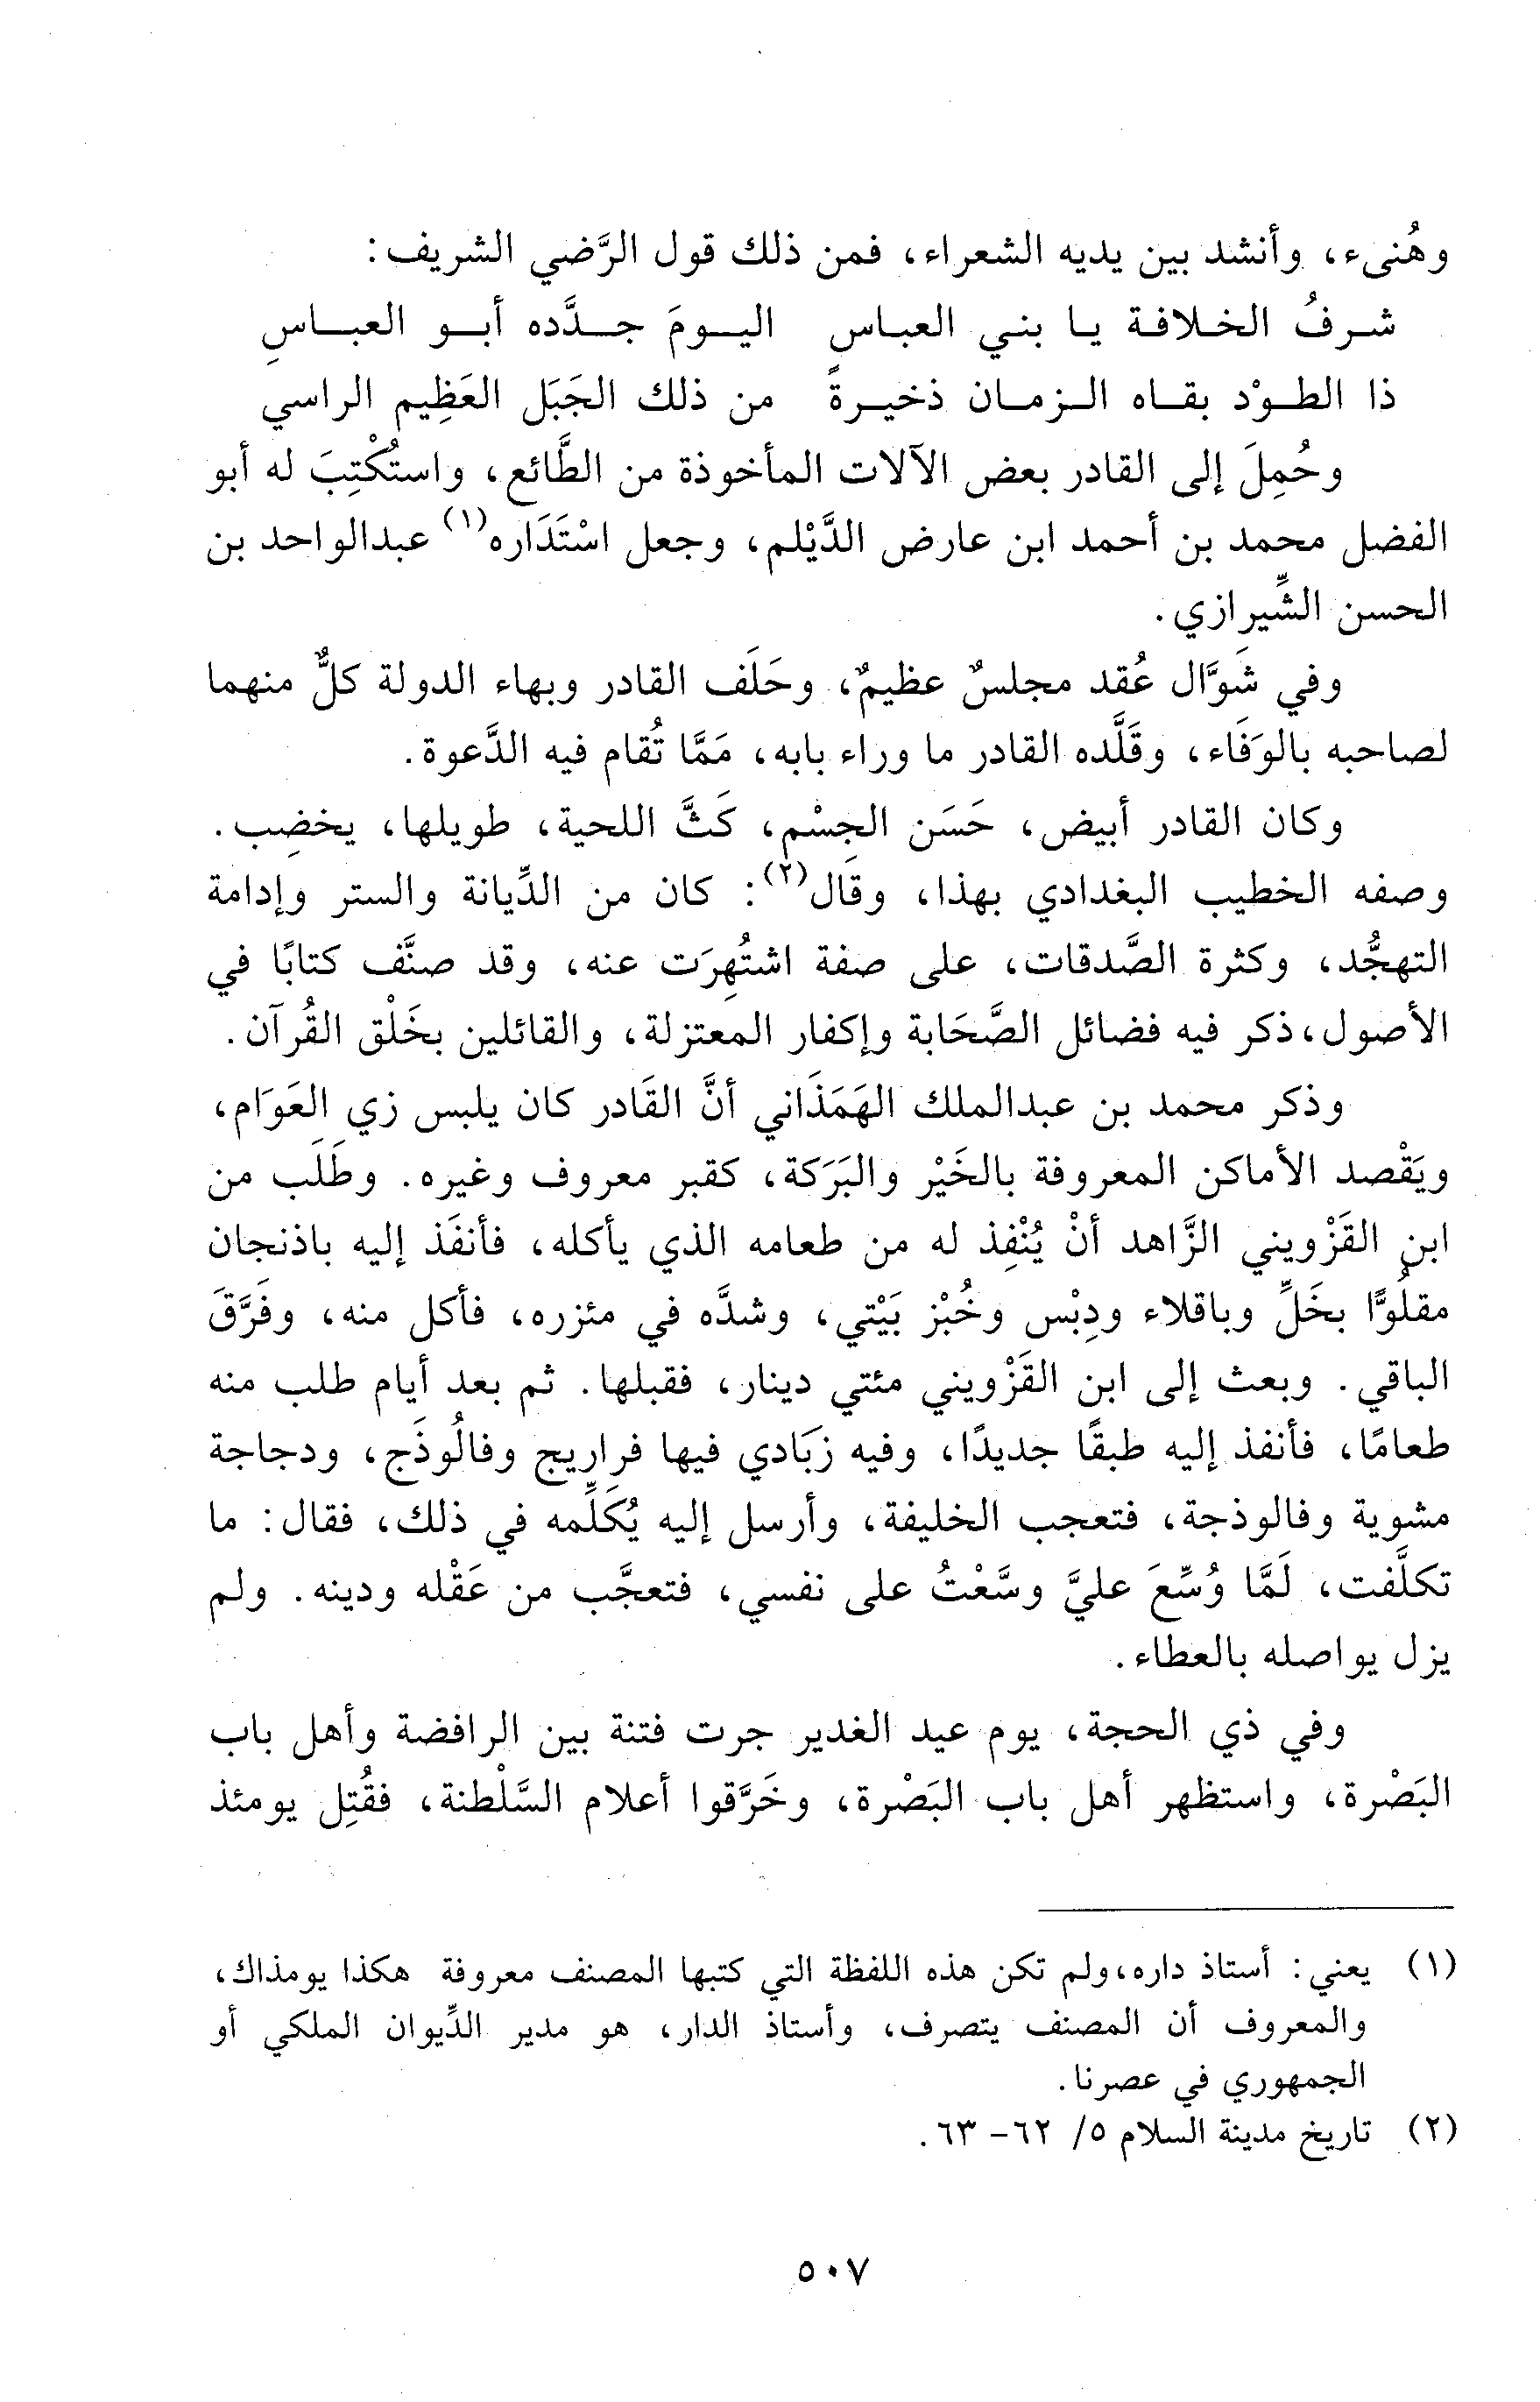 وهُنىء، وأنشد بين يديه الشعراء، فمن ذلك قول الرَّضي الشريف:
شرفُ الخلافة يا بني العباس اليومَ جدَّده أبو العباسِ
ذا الطوْد بقاه الزمان ذخيرةً من ذلك الجَبَل العَظِيم الراسي
وحُمِلَ إلى القادر بعض الآلات المأخوذة من الطَّائع، واستُكْتِبَ له أبو
الفضل محمد بن أحمد ابن عارض الدَّيْلم، وجعل اسْتَدَاره(١) عبدالواحد بن
الحسن الشِّيرازي.
وفي شَوَّال عُقد مجلسٌ عظيمٌ، وحَلَف القادر وبهاء الدولة كلٌّ منهما
لصاحبه بالوَفَاء، وقَلَّده القادر ما وراء بابه، مَمَّا تُقام فيه الدَّعوة.
وكان القادر أبيض، حَسَن الجِسْم، كَثَّ اللحية، طويلها، يخضِب.
وصفه الخطيب البغدادي بهذا، وقَال(٢): كان من الدِّيانة والستر وإدامة
التهجُّد، وكثرة الصَّدقات، على صفة اشتُهِرَت عنه، وقد صنَّف كتابًا في
الأصول، ذكر فيه فضائل الصَّحَابة وإكفار المعتزلة، والقائلين بخَلْق القُرآن.
وذكر محمد بن عبدالملك الهَمَذَاني أنَّ القَادر كان يلبس زي العَوَام،
ويَقْصد الأماكن المعروفة بالخَيْر والبَرَكة، كقبر معروف وغيره. وطَلَب من
ابن القَزْويني الزَّاهد أنْ يُنْفِذ له من طعامه الذي يأكله، فأنفَذ إليه باذنجان
مقلُوًّا بخَلٍّ وباقلاء ودِبْس وخُبْز بَيْتي، وشدَّه في مئزره، فأكل منه، وفَرَّقَ
الباقي. وبعث إلى ابن القَزْويني مئتي دينار، فقبلها. ثم بعد أيام طلب منه
طعامًا، فأنفذ إليه طبقًا جديدًا، وفيه زبَادي فيها فراريج وفالُوذَج، ودجاجة
مشوية وفالوذجة، فتعجب الخليفة، وأرسل إليه يُكَلِّمه في ذلك، فقال: ما
تكلَّفت، لَمَّا وُسِّعَ عليَّ وسَّعْتُ على نفسي، فتعجَّب من عَقْله ودينه. ولم
يزل يواصله بالعطاء.
وفي ذي الحجة، يوم عيد الغدير جرت فتنة بين الرافضة وأهل باب
البَصْرة، واستظهر أهل باب البَصْرة، وخَرَّقوا أعلام السَّلْطنة، فقُتِل يومئذ
(١) يعني: أستاذ داره، ولم تكن هذه اللفظة التي كتبها المصنف معروفة هكذا يومذاك،
والمعروف أن المصنف يتصرف، وأستاذ الدار، هو مدير الدِّيوان الملكي أو
الجمهوري في عصرنا.
(٢) تاريخ مدينة السلام ٥/ ٦٢- ٦٣.
٥٠٧